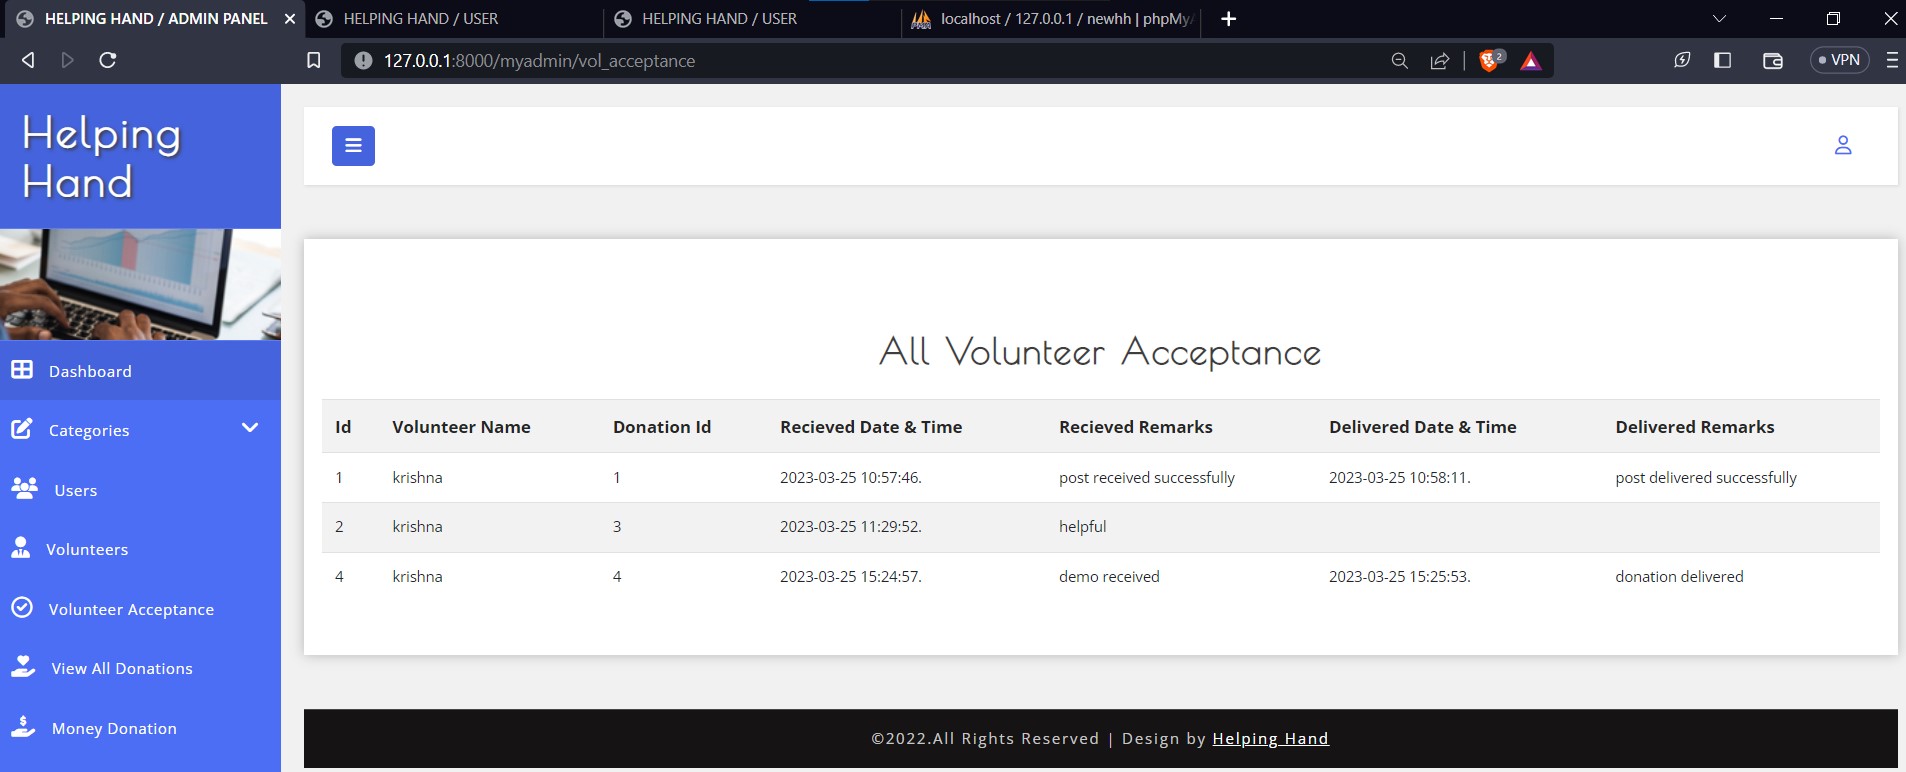 HELPING HAND / ADMIN PANEL
HELPING HAND / USER
HELPING HAND / USER
localhost / 127.0.0.1 / newhh | phpMyA
127.0.0.1:8000/myadmin/vol_acceptance
2
VPN
Helping
Hand
Dashboard
Categories
Users
Volunteers
Volunteer Acceptance
View All Donations
Money Donation
All Volunteer Acceptance
Id Volunteer Name Donation Id Recieved Date & Time Recieved Remarks Delivered Date & Time Delivered Remarks
1 krishna 1 2023-03-25 10:57:46. post received successfully 2023-03-25 10:58:11. post delivered successfully
2 krishna 3 2023-03-25 11:29:52. helpful
4 krishna 4 2023-03-25 15:24:57. demo received 2023-03-25 15:25:53. donation delivered
©2022.All Rights Reserved | Design by Helping Hand